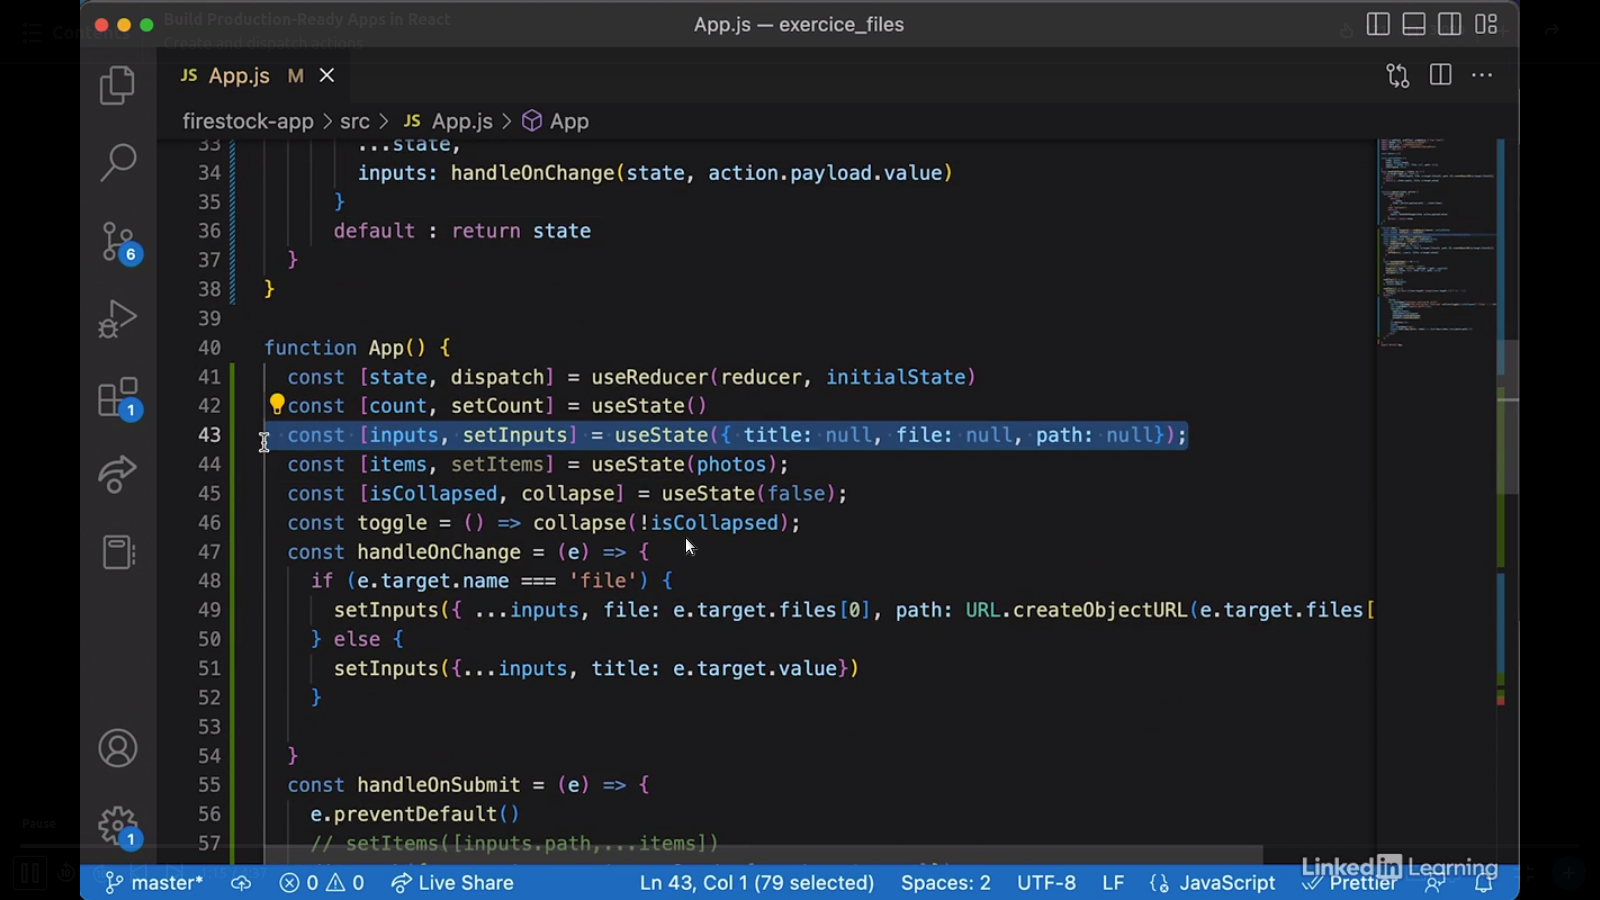 Build Production-Ready Apps in React
Create and dispatch actions
Contents
App.js — exercice_files
JS App.js M
firestock-app > src > JS App.js > App
33 ...state,
34 inputs: handleOnChange(state, action.payload.value)
35 }
36 default : return state
37 }
38 }
39
40 function App() {
41 const [state, dispatch] = useReducer(reducer, initialState)
42 const [count, setCount] = useState()
43 const [inputs, setInputs] = useState({ title: null, file: null, path: null});
44 const [items, setItems] = useState(photos);
45 const [isCollapsed, collapse] = useState(false);
46 const toggle = () => collapse(!isCollapsed);
47 const handleOnChange = (e) => {
48 if (e.target.name === 'file') {
49 setInputs({ ...inputs, file: e.target.files[0], path: URL.createObjectURL(e.target.files[
50 } else {
51 setInputs({...inputs, title: e.target.value})
52 }
53
54 }
55 const handleOnSubmit = (e) => {
56 e.preventDefault()
57 // setItems([inputs.path,...items])
6
1
1
Pause
master* 0 0 Live Share Ln 43, Col 1 (79 selected) Spaces: 2 UTF-8 LF {} JavaScript Prettier
LinkedIn Learning